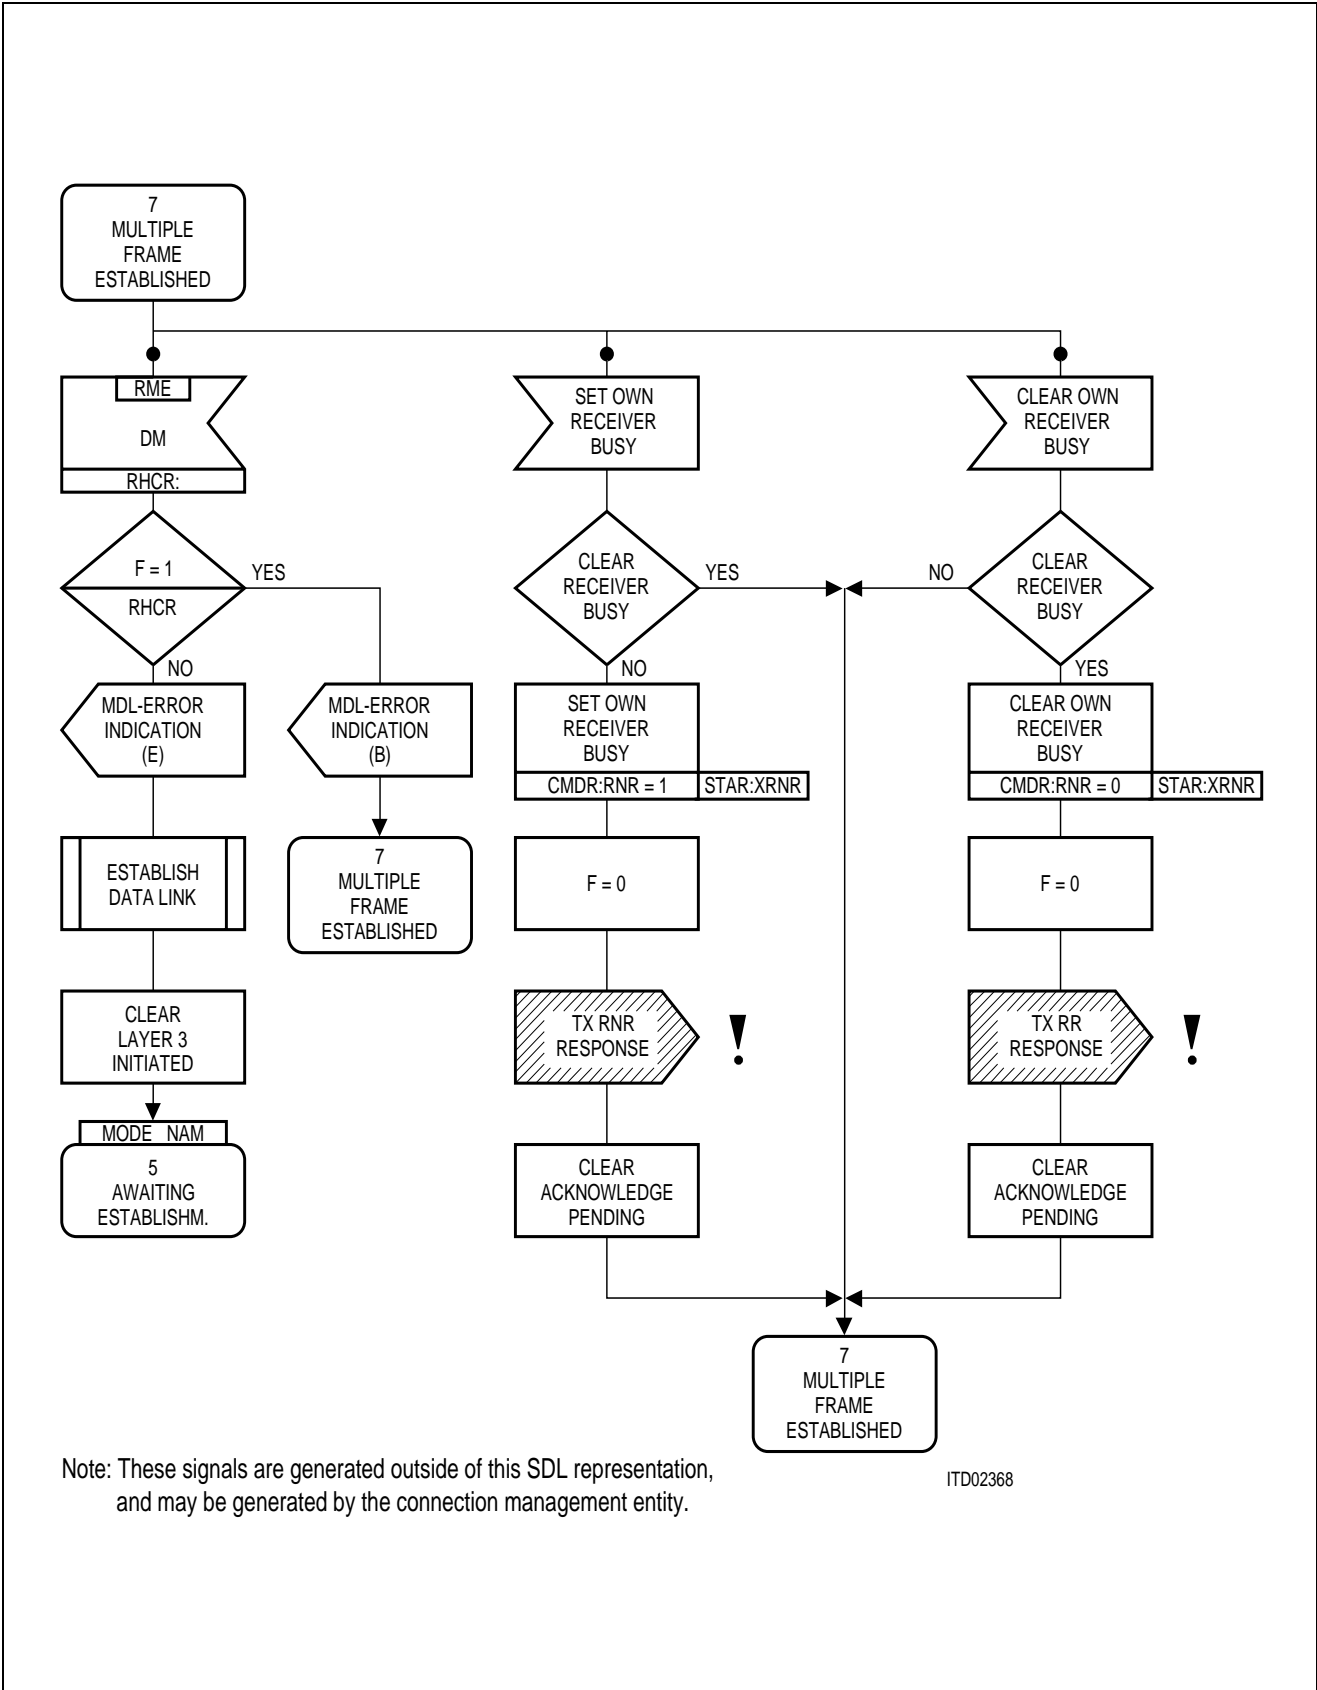 7
MULTIPLE
FRAME
ESTABLISHED
RME
DM
RHCR:
F = 1
RHCR
YES
NO
MDL-ERROR
INDICATION
(E)
MDL-ERROR
INDICATION
(B)
ESTABLISH
DATA LINK
7
MULTIPLE
FRAME
ESTABLISHED
CLEAR
LAYER 3
INITIATED
MODE NAM
5
AWAITING
ESTABLISHM.
SET OWN
RECEIVER
BUSY
CLEAR
RECEIVER
BUSY
YES
NO
SET OWN
RECEIVER
BUSY
CMDR:RNR = 1
STAR:XRNR
F = 0
TX RNR
RESPONSE
!
CLEAR
ACKNOWLEDGE
PENDING
CLEAR OWN
RECEIVER
BUSY
CLEAR
RECEIVER
BUSY
NO
YES
CLEAR OWN
RECEIVER
BUSY
CMDR:RNR = 0
STAR:XRNR
F = 0
TX RR
RESPONSE
!
CLEAR
ACKNOWLEDGE
PENDING
7
MULTIPLE
FRAME
ESTABLISHED
Note: These signals are generated outside of this SDL representation,
and may be generated by the connection management entity.
ITD02368